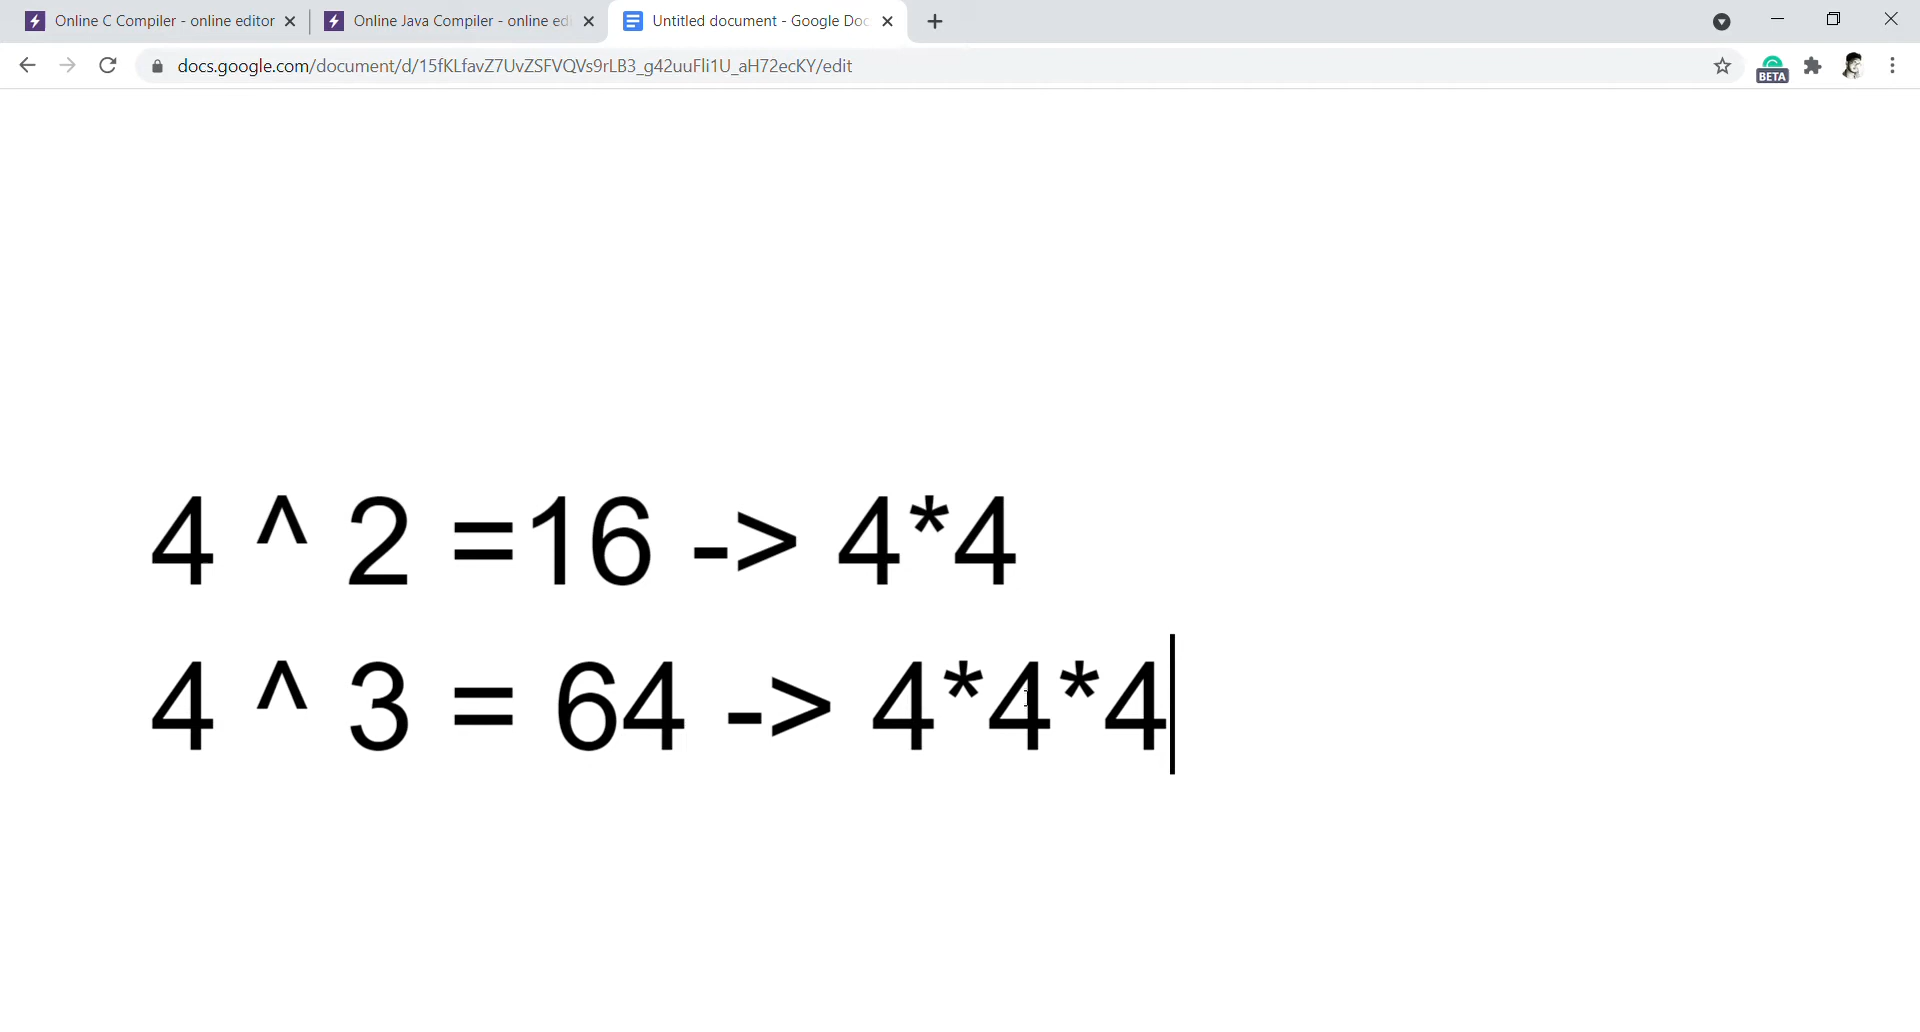 Online C Compiler - online editor
Online Java Compiler - online edi
Untitled document - Google Doc
docs.google.com/document/d/15fKLfavZ7UvZSFVQVs9rLB3_g42uuFli1U_aH72ecKY/edit
BETA
4 ^ 2 =16 -> 4*4
4 ^ 3 = 64 -> 4*4*4